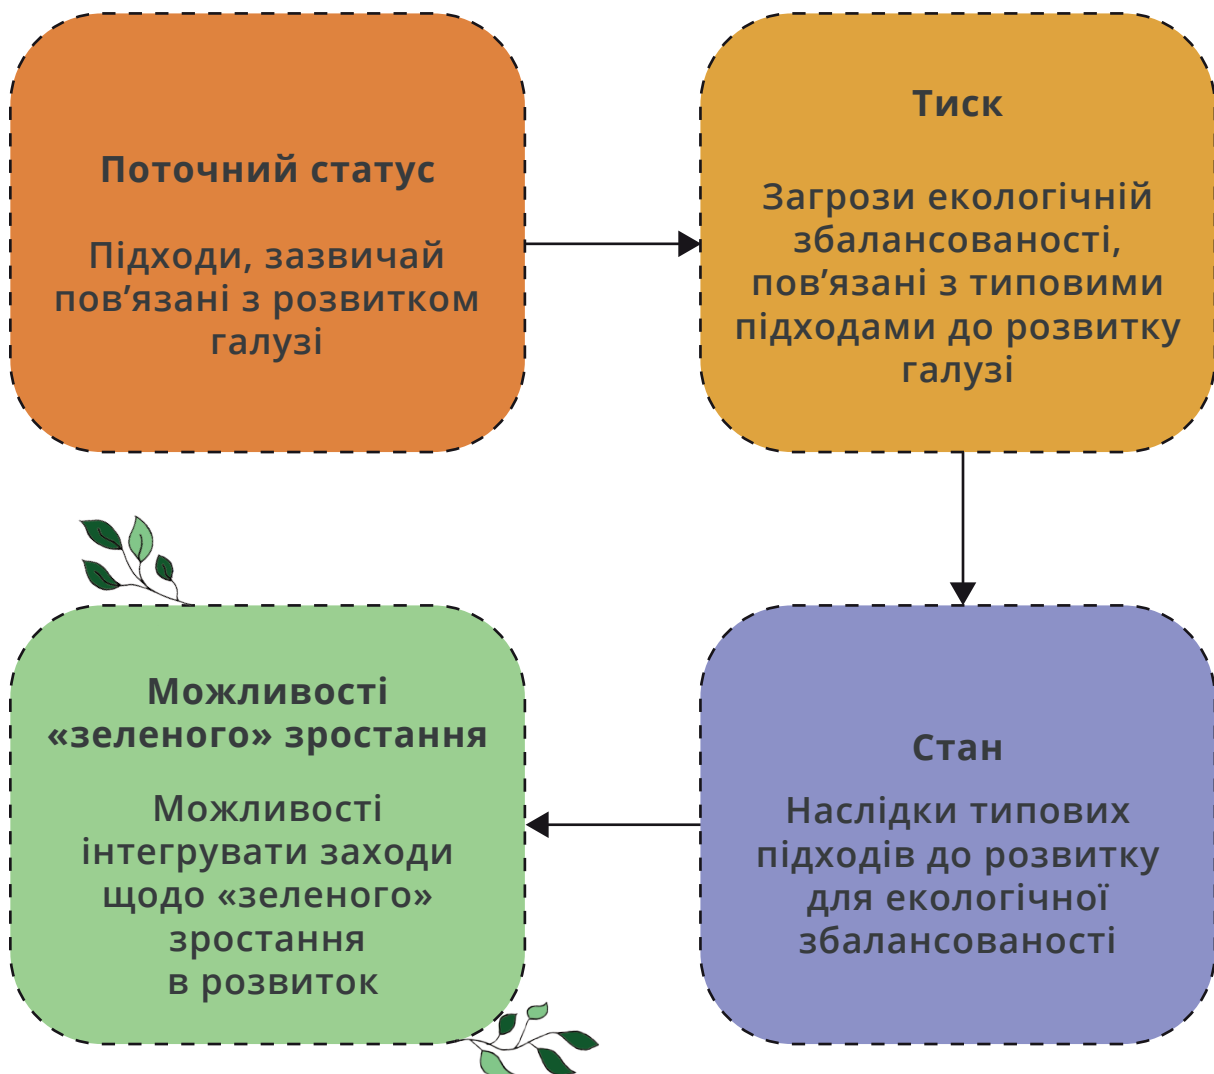 Поточний статус
Підходи, зазвичай
пов’язані з розвитком
галузі
Тиск
Загрози екологічній
збалансованості,
пов’язані з типовими
підходами до розвитку
галузі
Стан
Наслідки типових
підходів до розвитку
для екологічної
збалансованості
Можливості
«зеленого» зростання
Можливості
інтегрувати заходи
щодо «зеленого»
зростання
в розвиток